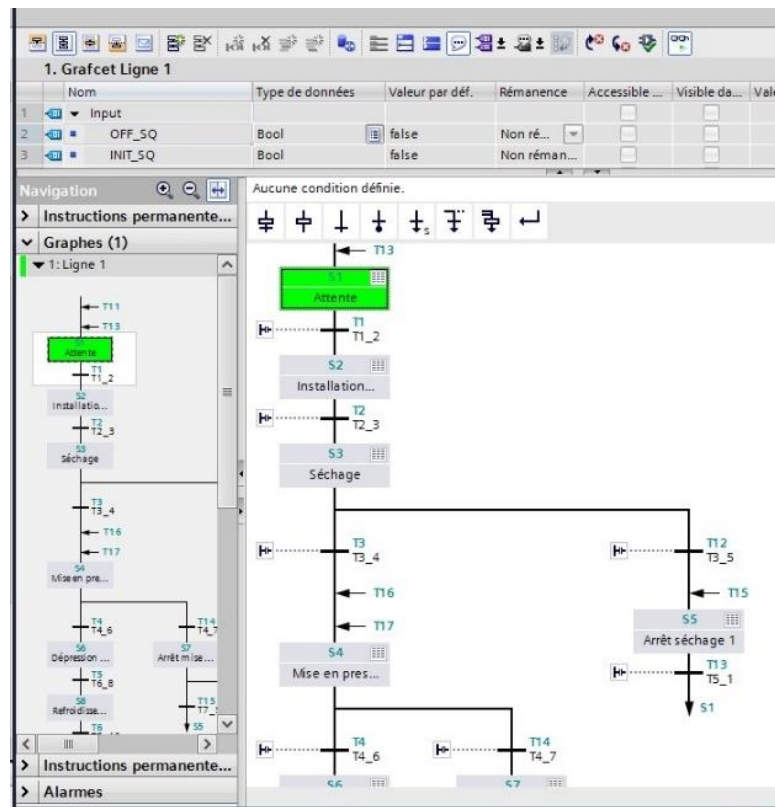 1. Grafcet Ligne 1
Nom Type de données Valeur par déf. Rémanence Accessible ... Visible da... Val
1 Input
2 OFF_SQ Bool false Non ré...
3 INIT_SQ Bool false Non réman...
Navigation
Instructions permanente...
Graphes (1)
1: Ligne 1
T11
T13
S1
Attente
T1
T1_2
S2
Installatio...
T2
T2_3
S3
Séchage
T3
T3_4
T16
T17
S4
Mise en pre...
T4
T4_6
T14
T4_7
S6
Dépression ...
S7
Arrêt mise...
T5
T6_8
S8
Refroidisse...
T15
T6
S5
Instructions permanente...
Alarmes
Aucune condition définie.
T13
S1
Attente
T1
T1_2
S2
Installation...
T2
T2_3
S3
Séchage
T3
T3_4
T12
T3_5
T16
T15
T17
S4
Mise en pres...
S5
Arrêt séchage 1
T13
T5_1
S1
T4
T4_6
T14
T4_7
S6
S7